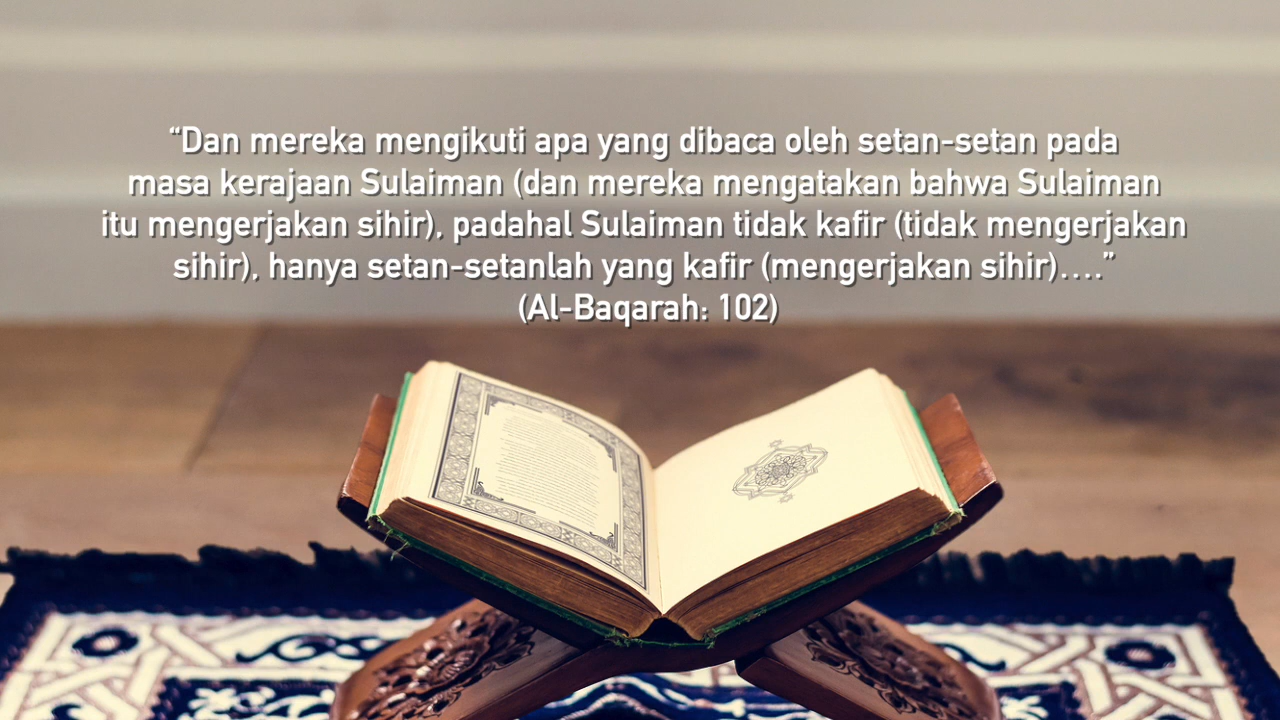 “Dan mereka mengikuti apa yang dibaca oleh setan-setan pada
masa kerajaan Sulaiman (dan mereka mengatakan bahwa Sulaiman
itu mengerjakan sihir), padahal Sulaiman tidak kafir (tidak mengerjakan
sihir), hanya setan-setanlah yang kafir (mengerjakan sihir)….”
(Al-Baqarah: 102)